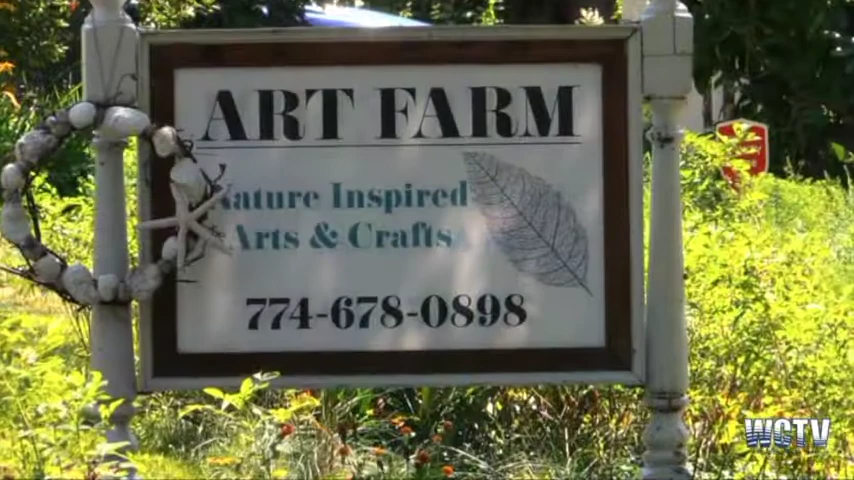 ART FARM
Nature Inspired
Arts & Crafts
774-678-0898
WCTV